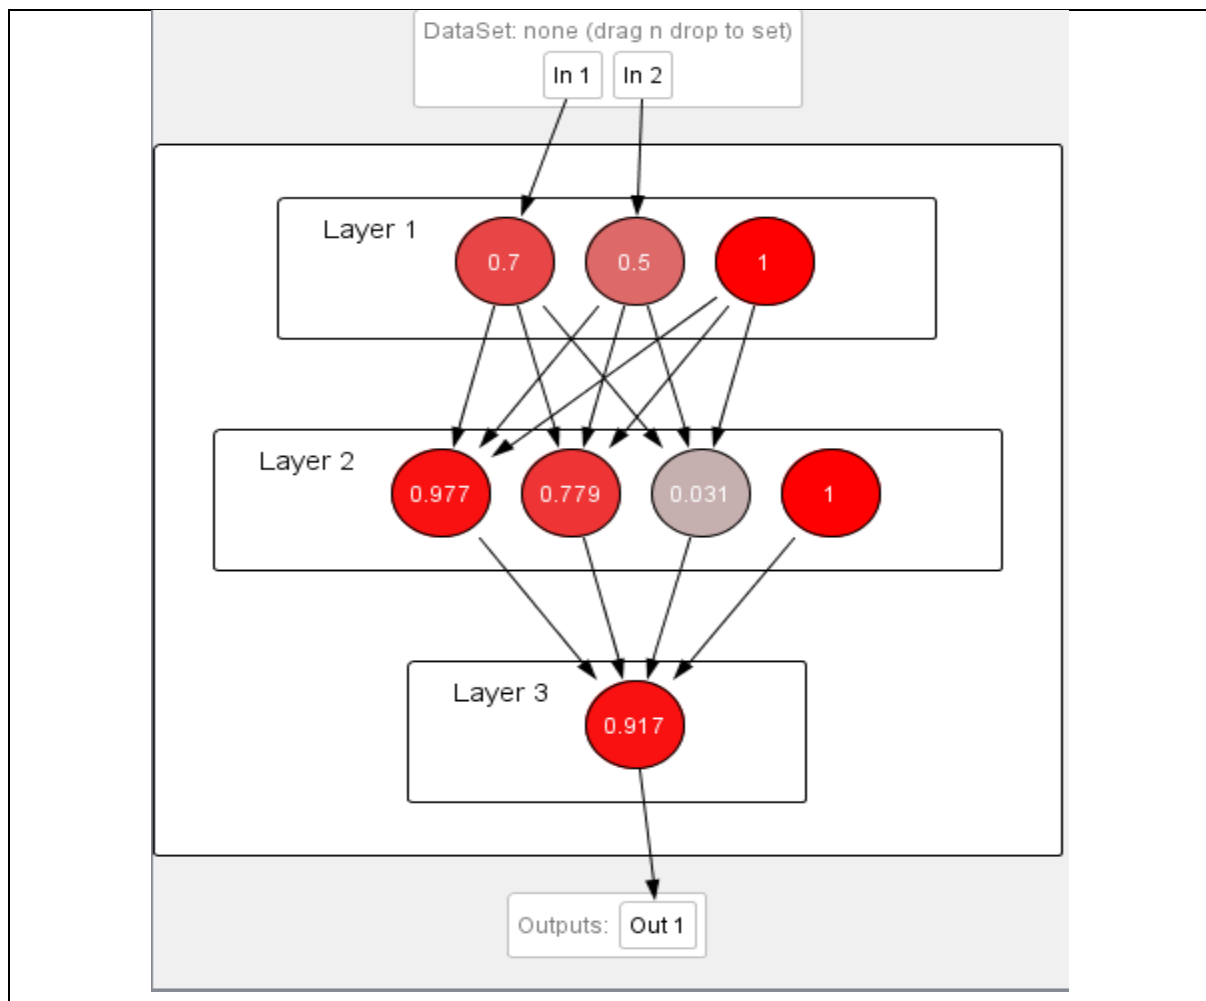 DataSet: none (drag n drop to set)
In 1 In 2
Layer 1
0.7 0.5 1
Layer 2
0.977 0.779 0.031 1
Layer 3
0.917
Outputs: Out 1